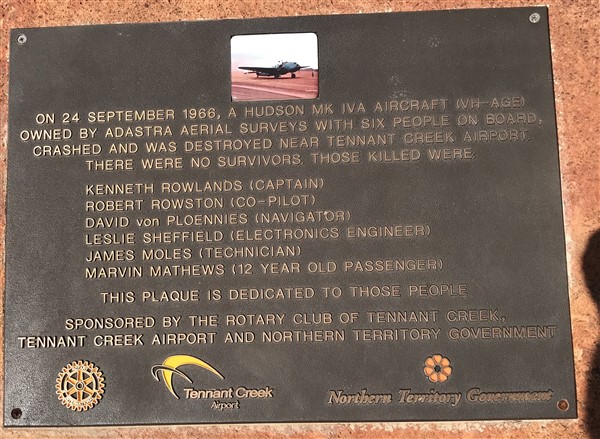 ON 24 SEPTEMBER 1966, A HUDSON MK IVA AIRCRAFT (VH-AGE)
OWNED BY ADASTRA AERIAL SURVEYS WITH SIX PEOPLE ON BOARD,
CRASHED AND WAS DESTROYED NEAR TENNANT CREEK AIRPORT.
THERE WERE NO SURVIVORS. THOSE KILLED WERE:
KENNETH ROWLANDS (CAPTAIN)
ROBERT ROWSTON (CO-PILOT)
DAVID von PLOENNIES (NAVIGATOR)
LESLIE SHEFFIELD (ELECTRONICS ENGINEER)
JAMES MOLES (TECHNICIAN)
MARVIN MATHEWS (12 YEAR OLD PASSENGER)
THIS PLAQUE IS DEDICATED TO THOSE PEOPLE
SPONSORED BY THE ROTARY CLUB OF TENNANT CREEK,
TENNANT CREEK AIRPORT AND NORTHERN TERRITORY GOVERNMENT
Tennant Creek
Airport
Northern Territory Government